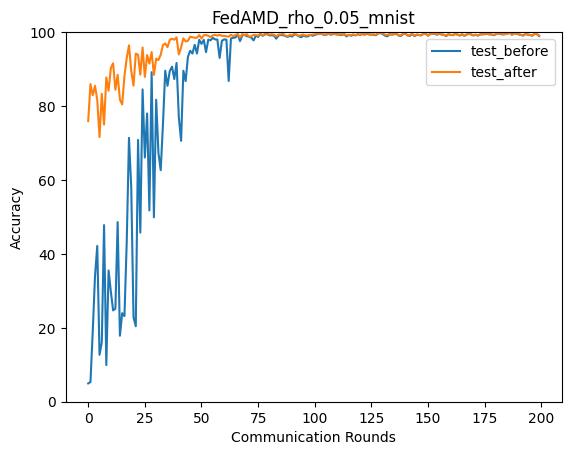 FedAMD_rho_0.05_mnist
100
80
60
40
20
0
Accuracy
test_before
test_after
0 25 50 75 100 125 150 175 200
Communication Rounds